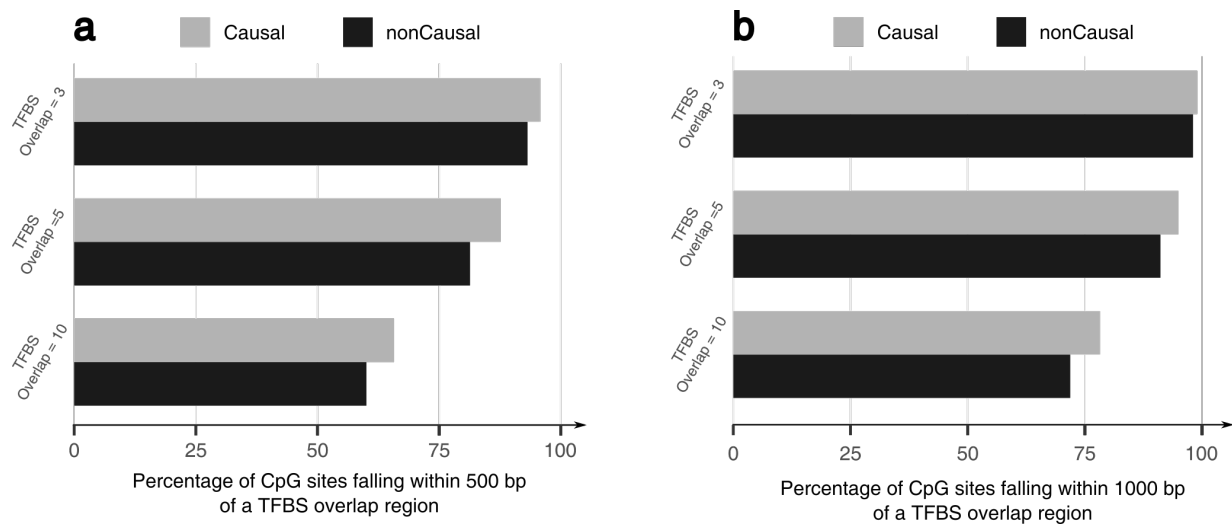 a
Causal
nonCausal
TFBS
Overlap = 3
TFBS
Overlap =5
TFBS
Overlap = 10
0
25
50
75
100
Percentage of CpG sites falling within 500 bp
of a TFBS overlap region
b
Causal
nonCausal
TFBS
Overlap = 3
TFBS
Overlap =5
TFBS
Overlap = 10
0
25
50
75
100
Percentage of CpG sites falling within 1000 bp
of a TFBS overlap region